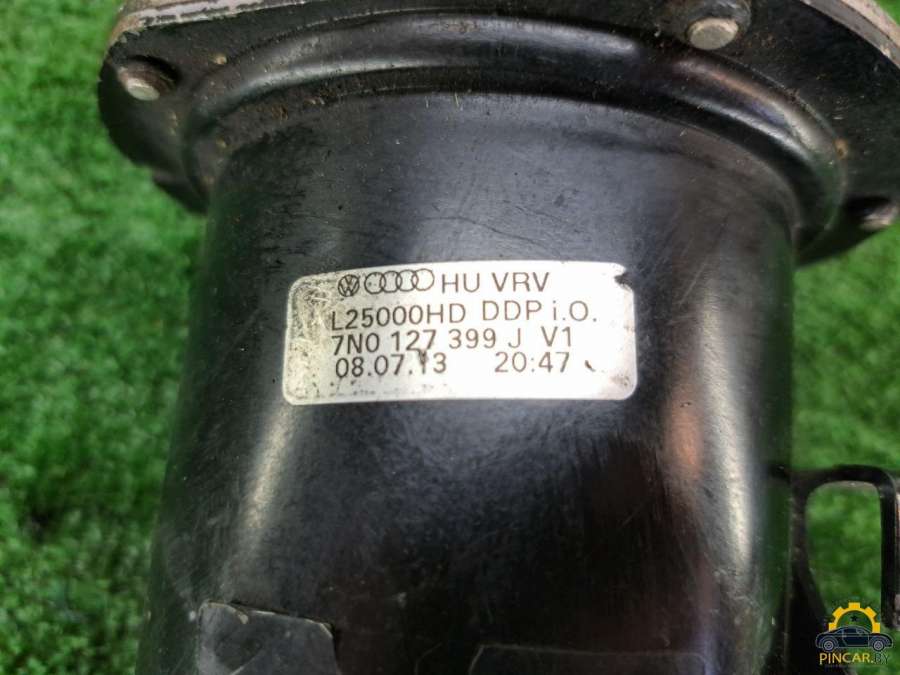 HU VRV
L25000HD DDP i.O.
7N0 127 399 J V1
08.07.13 20:47
PINCAR.BY